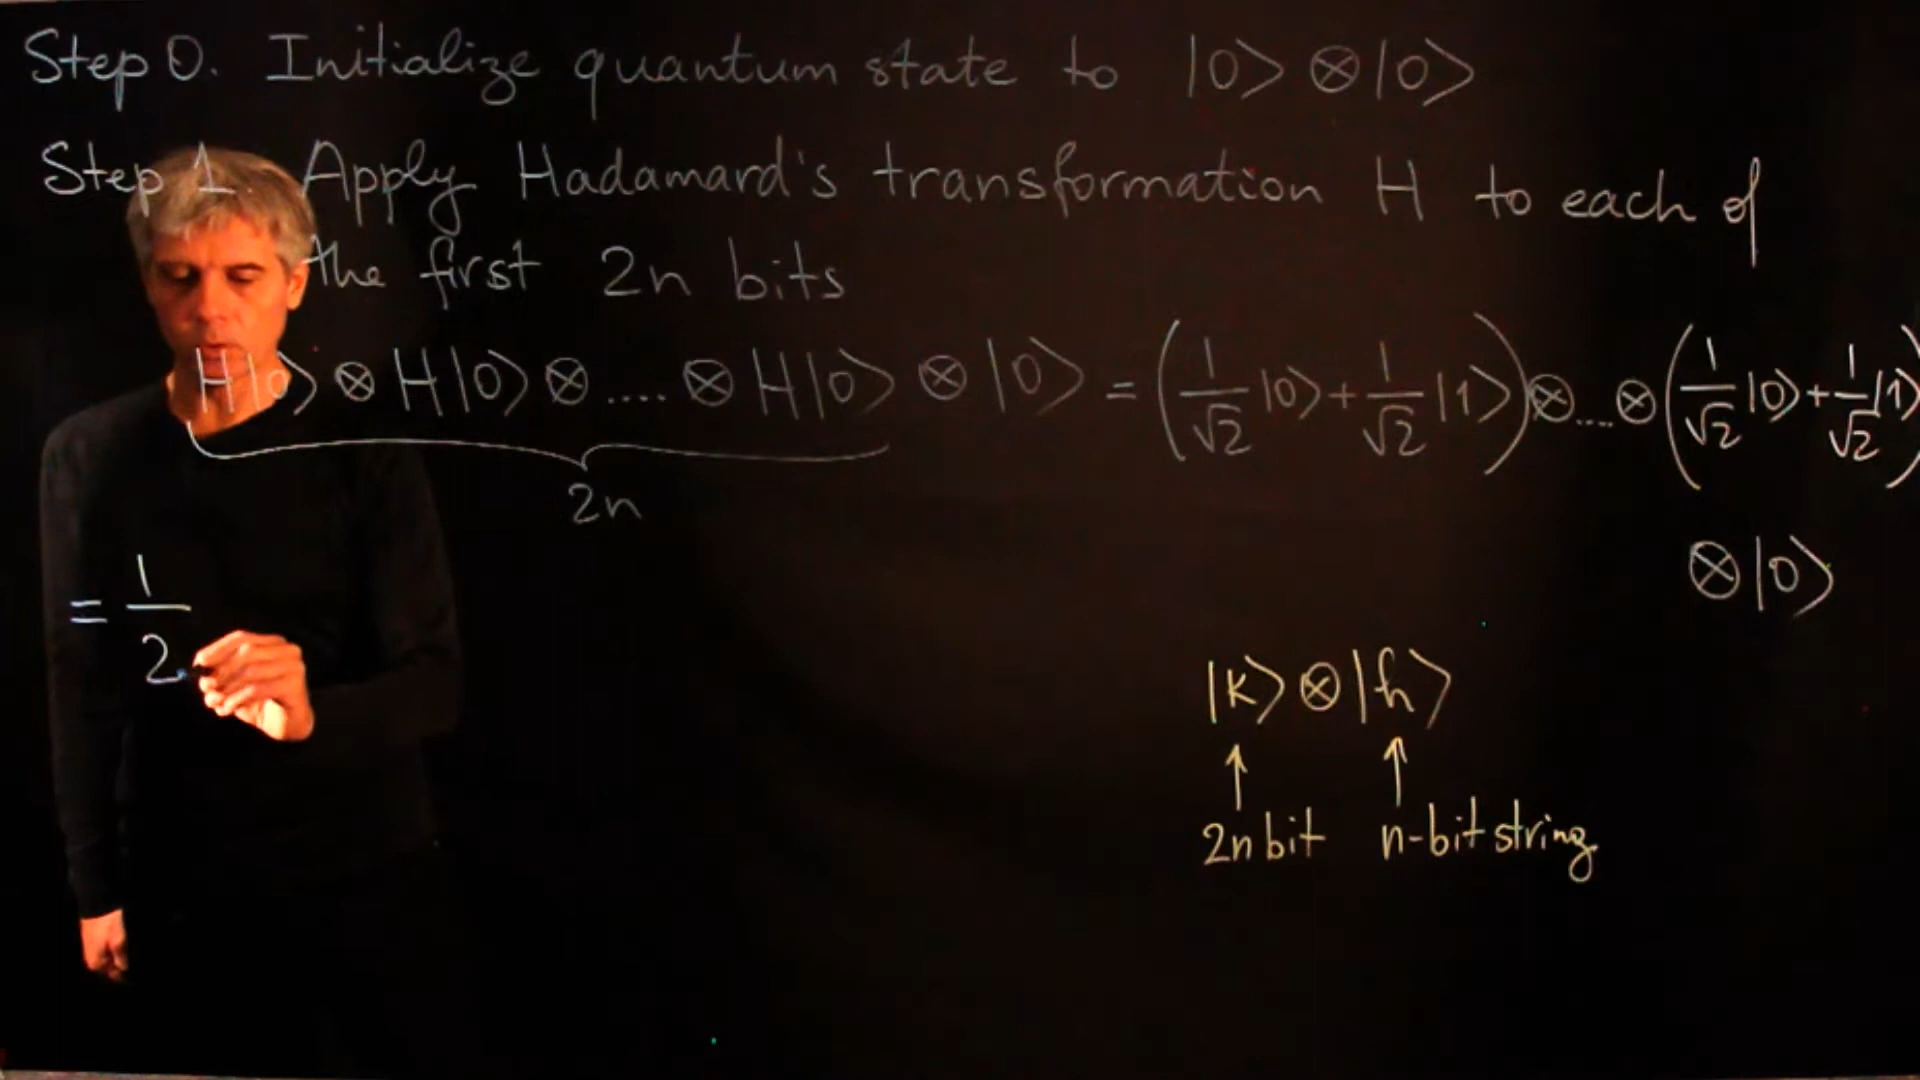 Step 0. Initialize quantum state to |0> ⊗ |0>
Step 1. Apply Hadamard's transformation H to each of
the first 2n bits
H|0> ⊗ H|0> ⊗ .... ⊗ H|0> ⊗ |0> = (1/√2 |0> + 1/√2 |1>) ⊗ .... ⊗ (1/√2 |0> + 1/√2 |1>)
2n
⊗ |0>
= 1/2
|k> ⊗ |h>
↑ ↑
2n bit n-bit string